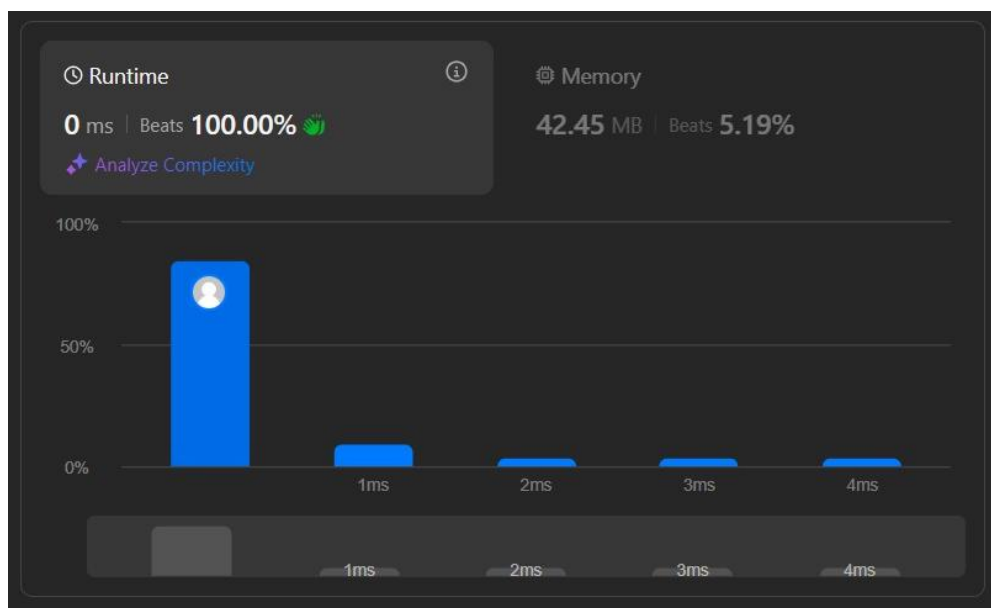 Runtime
0 ms | Beats 100.00%
Analyze Complexity
Memory
42.45 MB | Beats 5.19%
100%
50%
0%
1ms 2ms 3ms 4ms
1ms 2ms 3ms 4ms